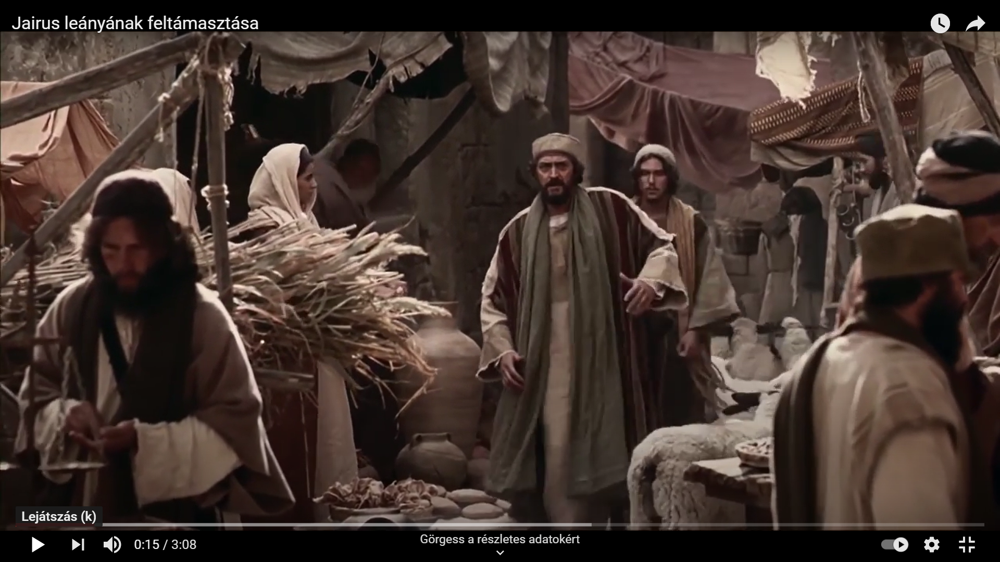 Jairus leányának feltámasztása
Lejátszás (k)
0:15 / 3:08
Görgess a részletes adatokért